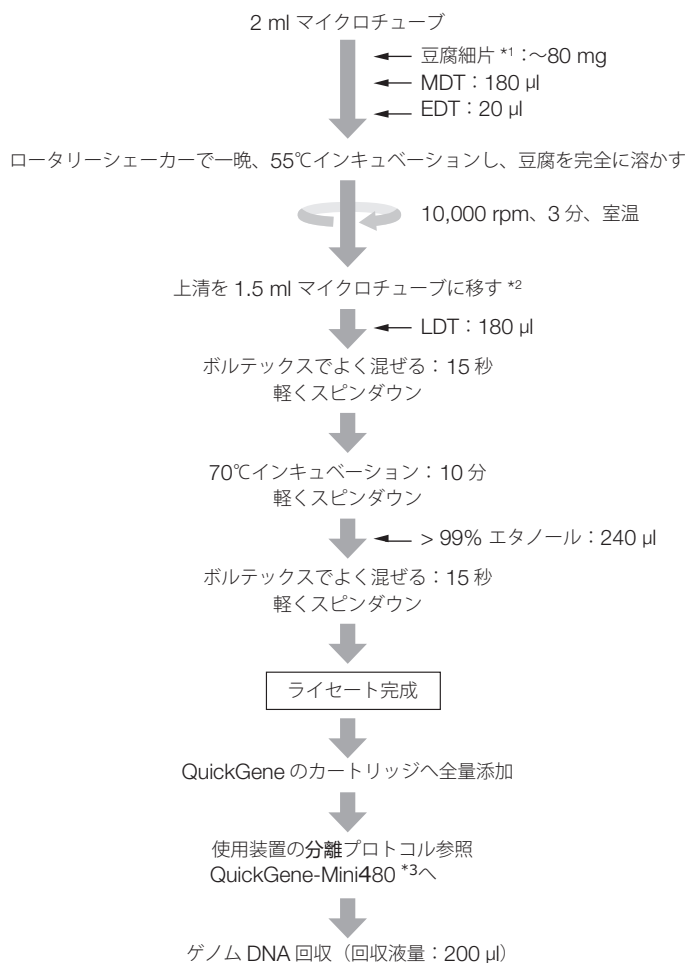 2 ml マイクロチューブ
豆腐細片 *1：～80 mg
MDT：180 µl
EDT：20 µl
ロータリーシェーカーで一晩、55℃インキュベーションし、豆腐を完全に溶かす
10,000 rpm、3 分、室温
上清を 1.5 ml マイクロチューブに移す *2
LDT：180 µl
ボルテックスでよく混ぜる：15 秒
軽くスピンダウン
70℃インキュベーション：10 分
軽くスピンダウン
> 99% エタノール：240 µl
ボルテックスでよく混ぜる：15 秒
軽くスピンダウン
ライセート完成
QuickGene のカートリッジへ全量添加
使用装置の分離プロトコル参照
QuickGene-Mini480 *3へ
ゲノム DNA 回収（回収液量：200 µl）